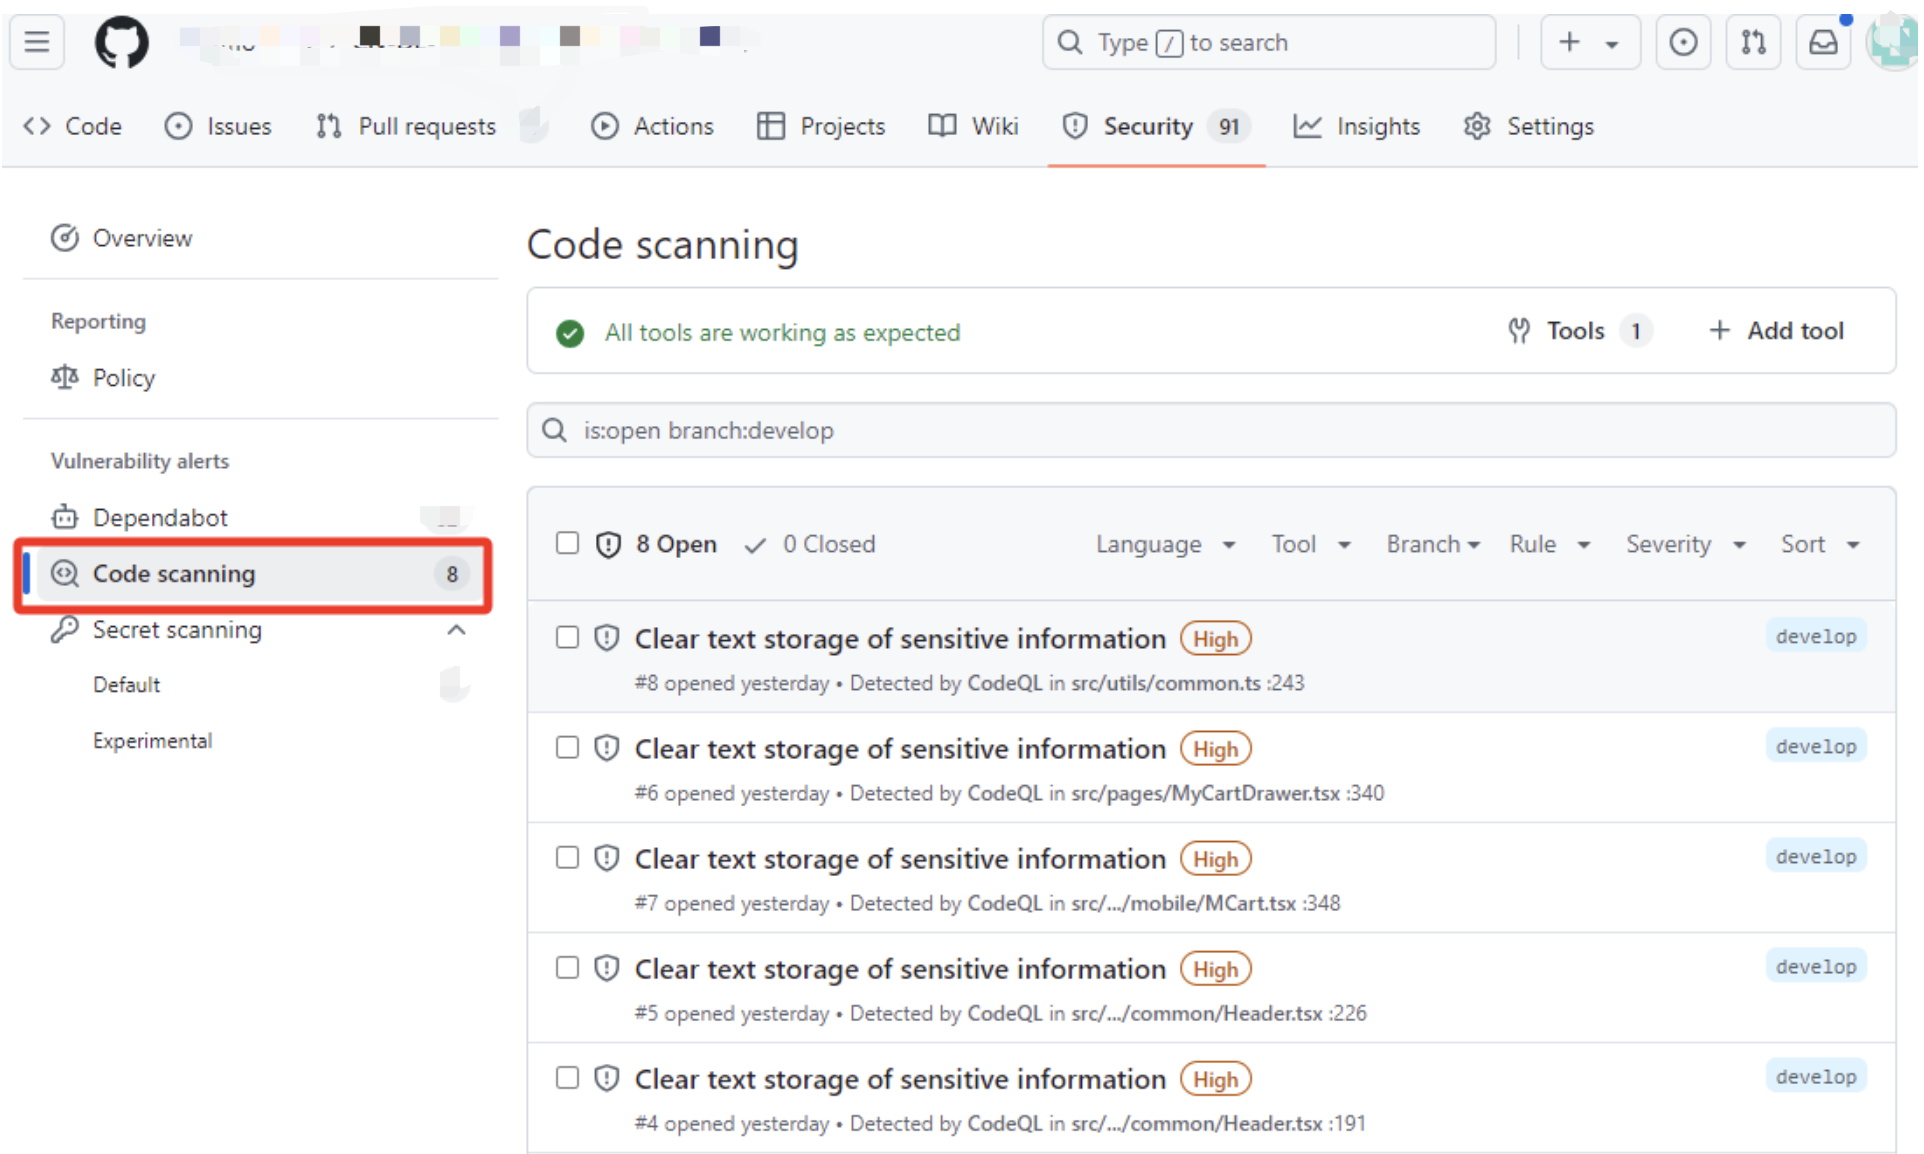 Type / to search
Code Issues Pull requests Actions Projects Wiki Security 91 Insights Settings
Overview
Reporting
Policy
Vulnerability alerts
Dependabot
Code scanning 8
Secret scanning
Default
Experimental
Code scanning
All tools are working as expected Tools 1 + Add tool
is:open branch:develop
8 Open 0 Closed Language Tool Branch Rule Severity Sort
Clear text storage of sensitive information High develop
#8 opened yesterday • Detected by CodeQL in src/utils/common.ts :243
Clear text storage of sensitive information High develop
#6 opened yesterday • Detected by CodeQL in src/pages/MyCartDrawer.tsx :340
Clear text storage of sensitive information High develop
#7 opened yesterday • Detected by CodeQL in src/.../mobile/MCart.tsx :348
Clear text storage of sensitive information High develop
#5 opened yesterday • Detected by CodeQL in src/.../common/Header.tsx :226
Clear text storage of sensitive information High develop
#4 opened yesterday • Detected by CodeQL in src/.../common/Header.tsx :191